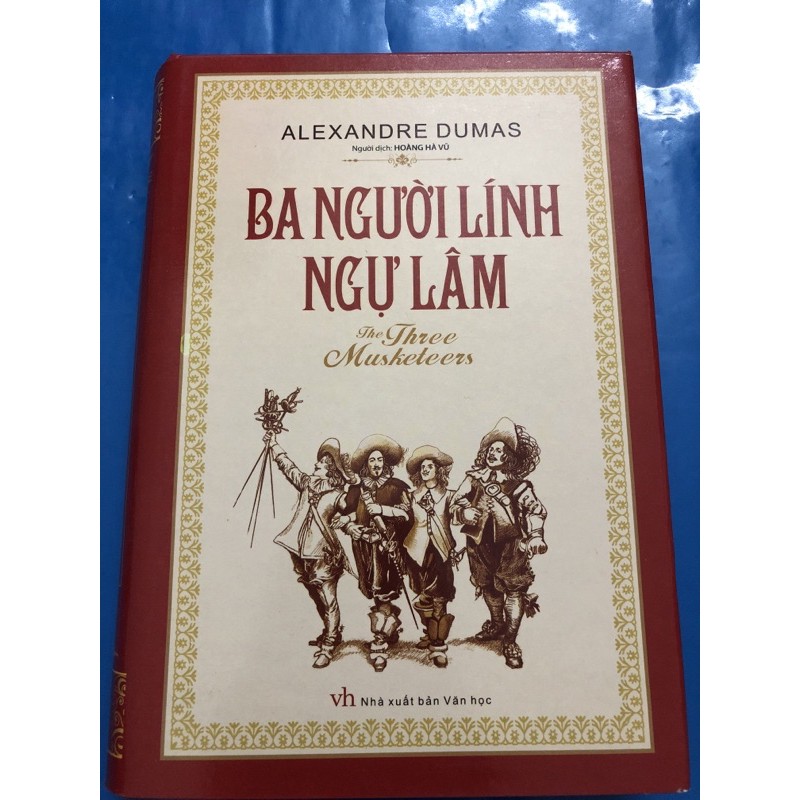 ALEXANDRE DUMAS
Người dịch: HOÀNG HÀ VŨ
BA NGƯỜI LÍNH
NGỰ LÂM
The Three
Musketeers
vh Nhà xuất bản Văn học